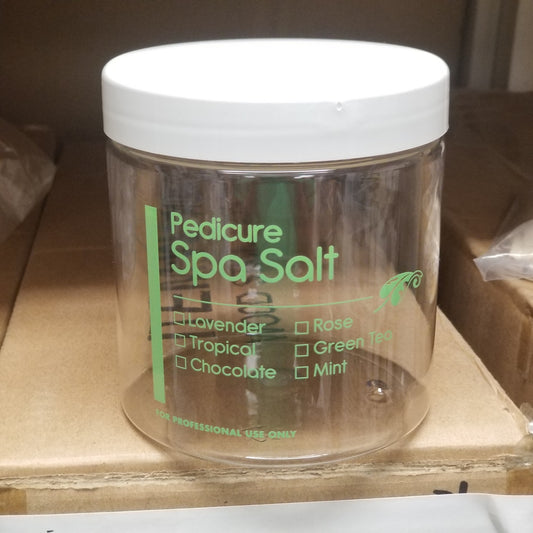 Pedicure
Spa Salt
☐ Lavender ☐ Rose
☐ Tropical ☐ Green Tea
☐ Chocolate ☐ Mint
FOR PROFESSIONAL USE ONLY